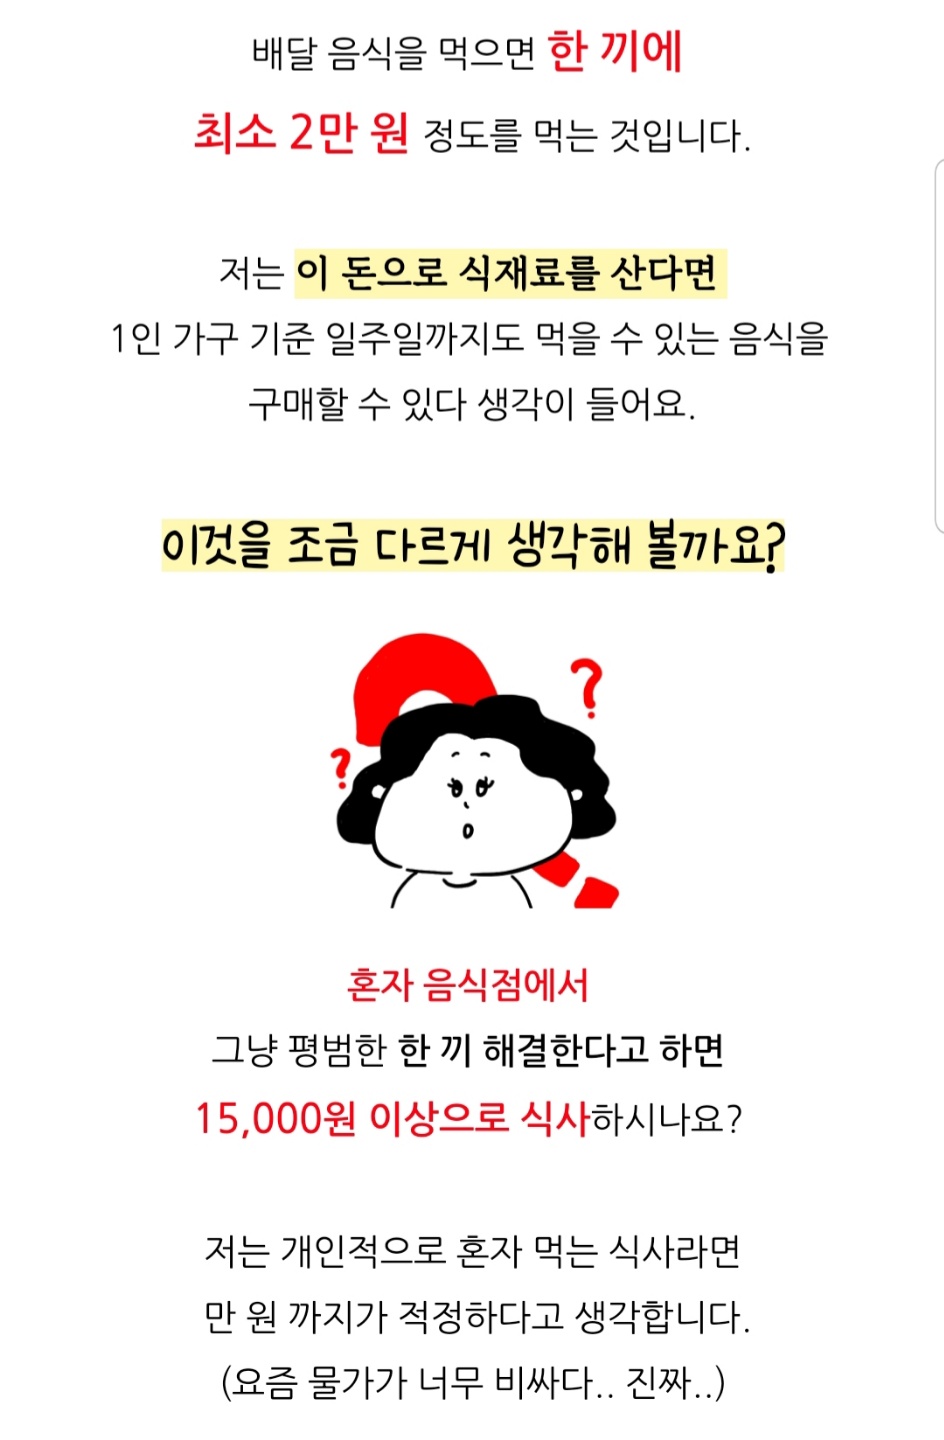 배달 음식을 먹으면 한 끼에
최소 2만 원 정도를 먹는 것입니다.
저는 이 돈으로 식재료를 산다면
1인 가구 기준 일주일까지도 먹을 수 있는 음식을
구매할 수 있다 생각이 들어요.
이것을 조금 다르게 생각해 볼까요?
?
?
혼자 음식점에서
그냥 평범한 한 끼 해결한다고 하면
15,000원 이상으로 식사하시나요?
저는 개인적으로 혼자 먹는 식사라면
만 원 까지가 적정하다고 생각합니다.
(요즘 물가가 너무 비싸다.. 진짜..)